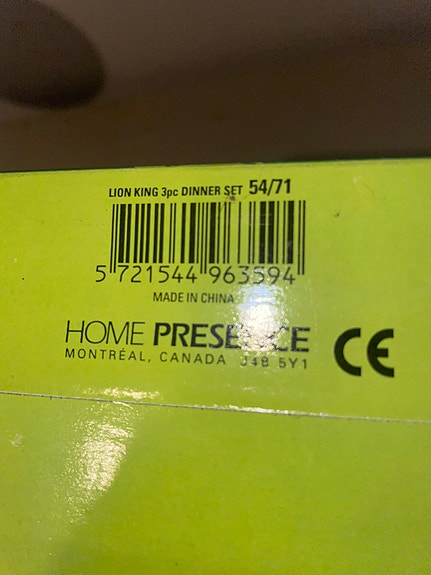 LION KING 3pc DINNER SET 54/71
5 721544 963594
MADE IN CHINA
HOME PRESENCE
MONTRÉAL, CANADA J4B 5Y1
CE